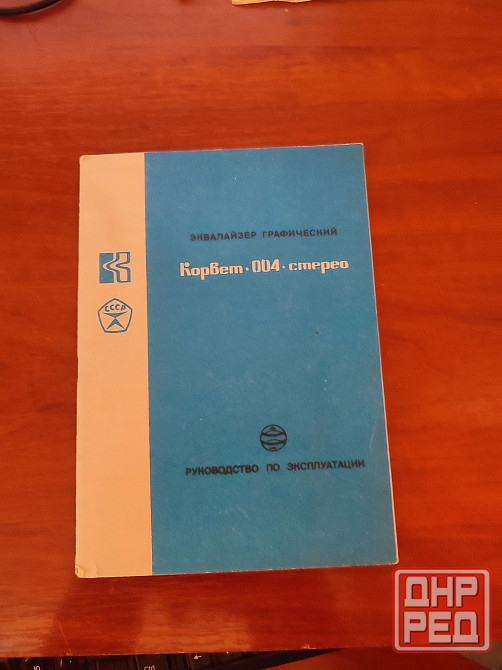 ЭКВАЛАЙЗЕР ГРАФИЧЕСКИЙ
Корвет · 004 · стерео
СССР
РУКОВОДСТВО ПО ЭКСПЛУАТАЦИИ
ДНР
РЕД